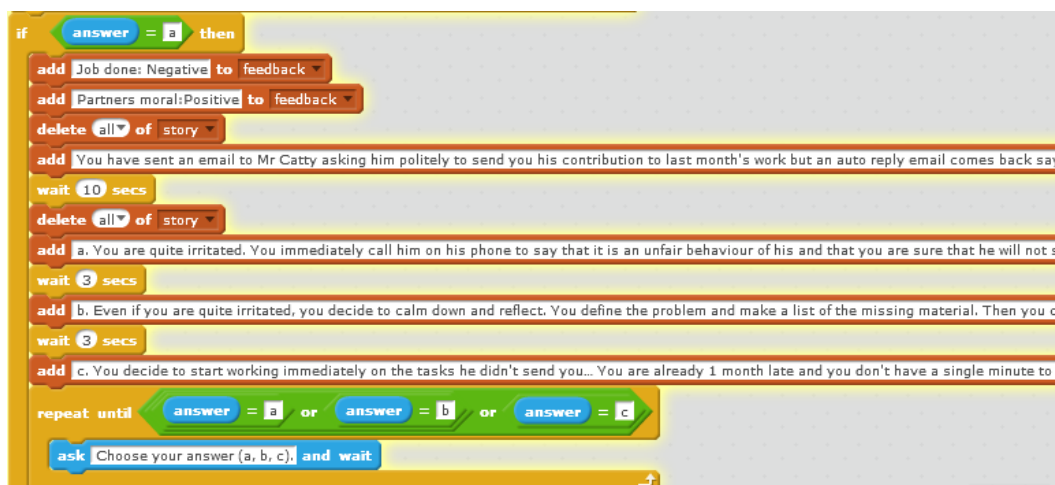 if answer = a then
add Job done: Negative to feedback
add Partners moral:Positive to feedback
delete all of story
add You have sent an email to Mr Catty asking him politely to send you his contribution to last month's work but an auto reply email comes back say
wait 10 secs
delete all of story
add a. You are quite irritated. You immediately call him on his phone to say that it is an unfair behaviour of his and that you are sure that he will not s
wait 3 secs
add b. Even if you are quite irritated, you decide to calm down and reflect. You define the problem and make a list of the missing material. Then you c
wait 3 secs
add c. You decide to start working immediately on the tasks he didn't send you... You are already 1 month late and you don't have a single minute to
repeat until answer = a or answer = b or answer = c
ask Choose your answer (a, b, c). and wait